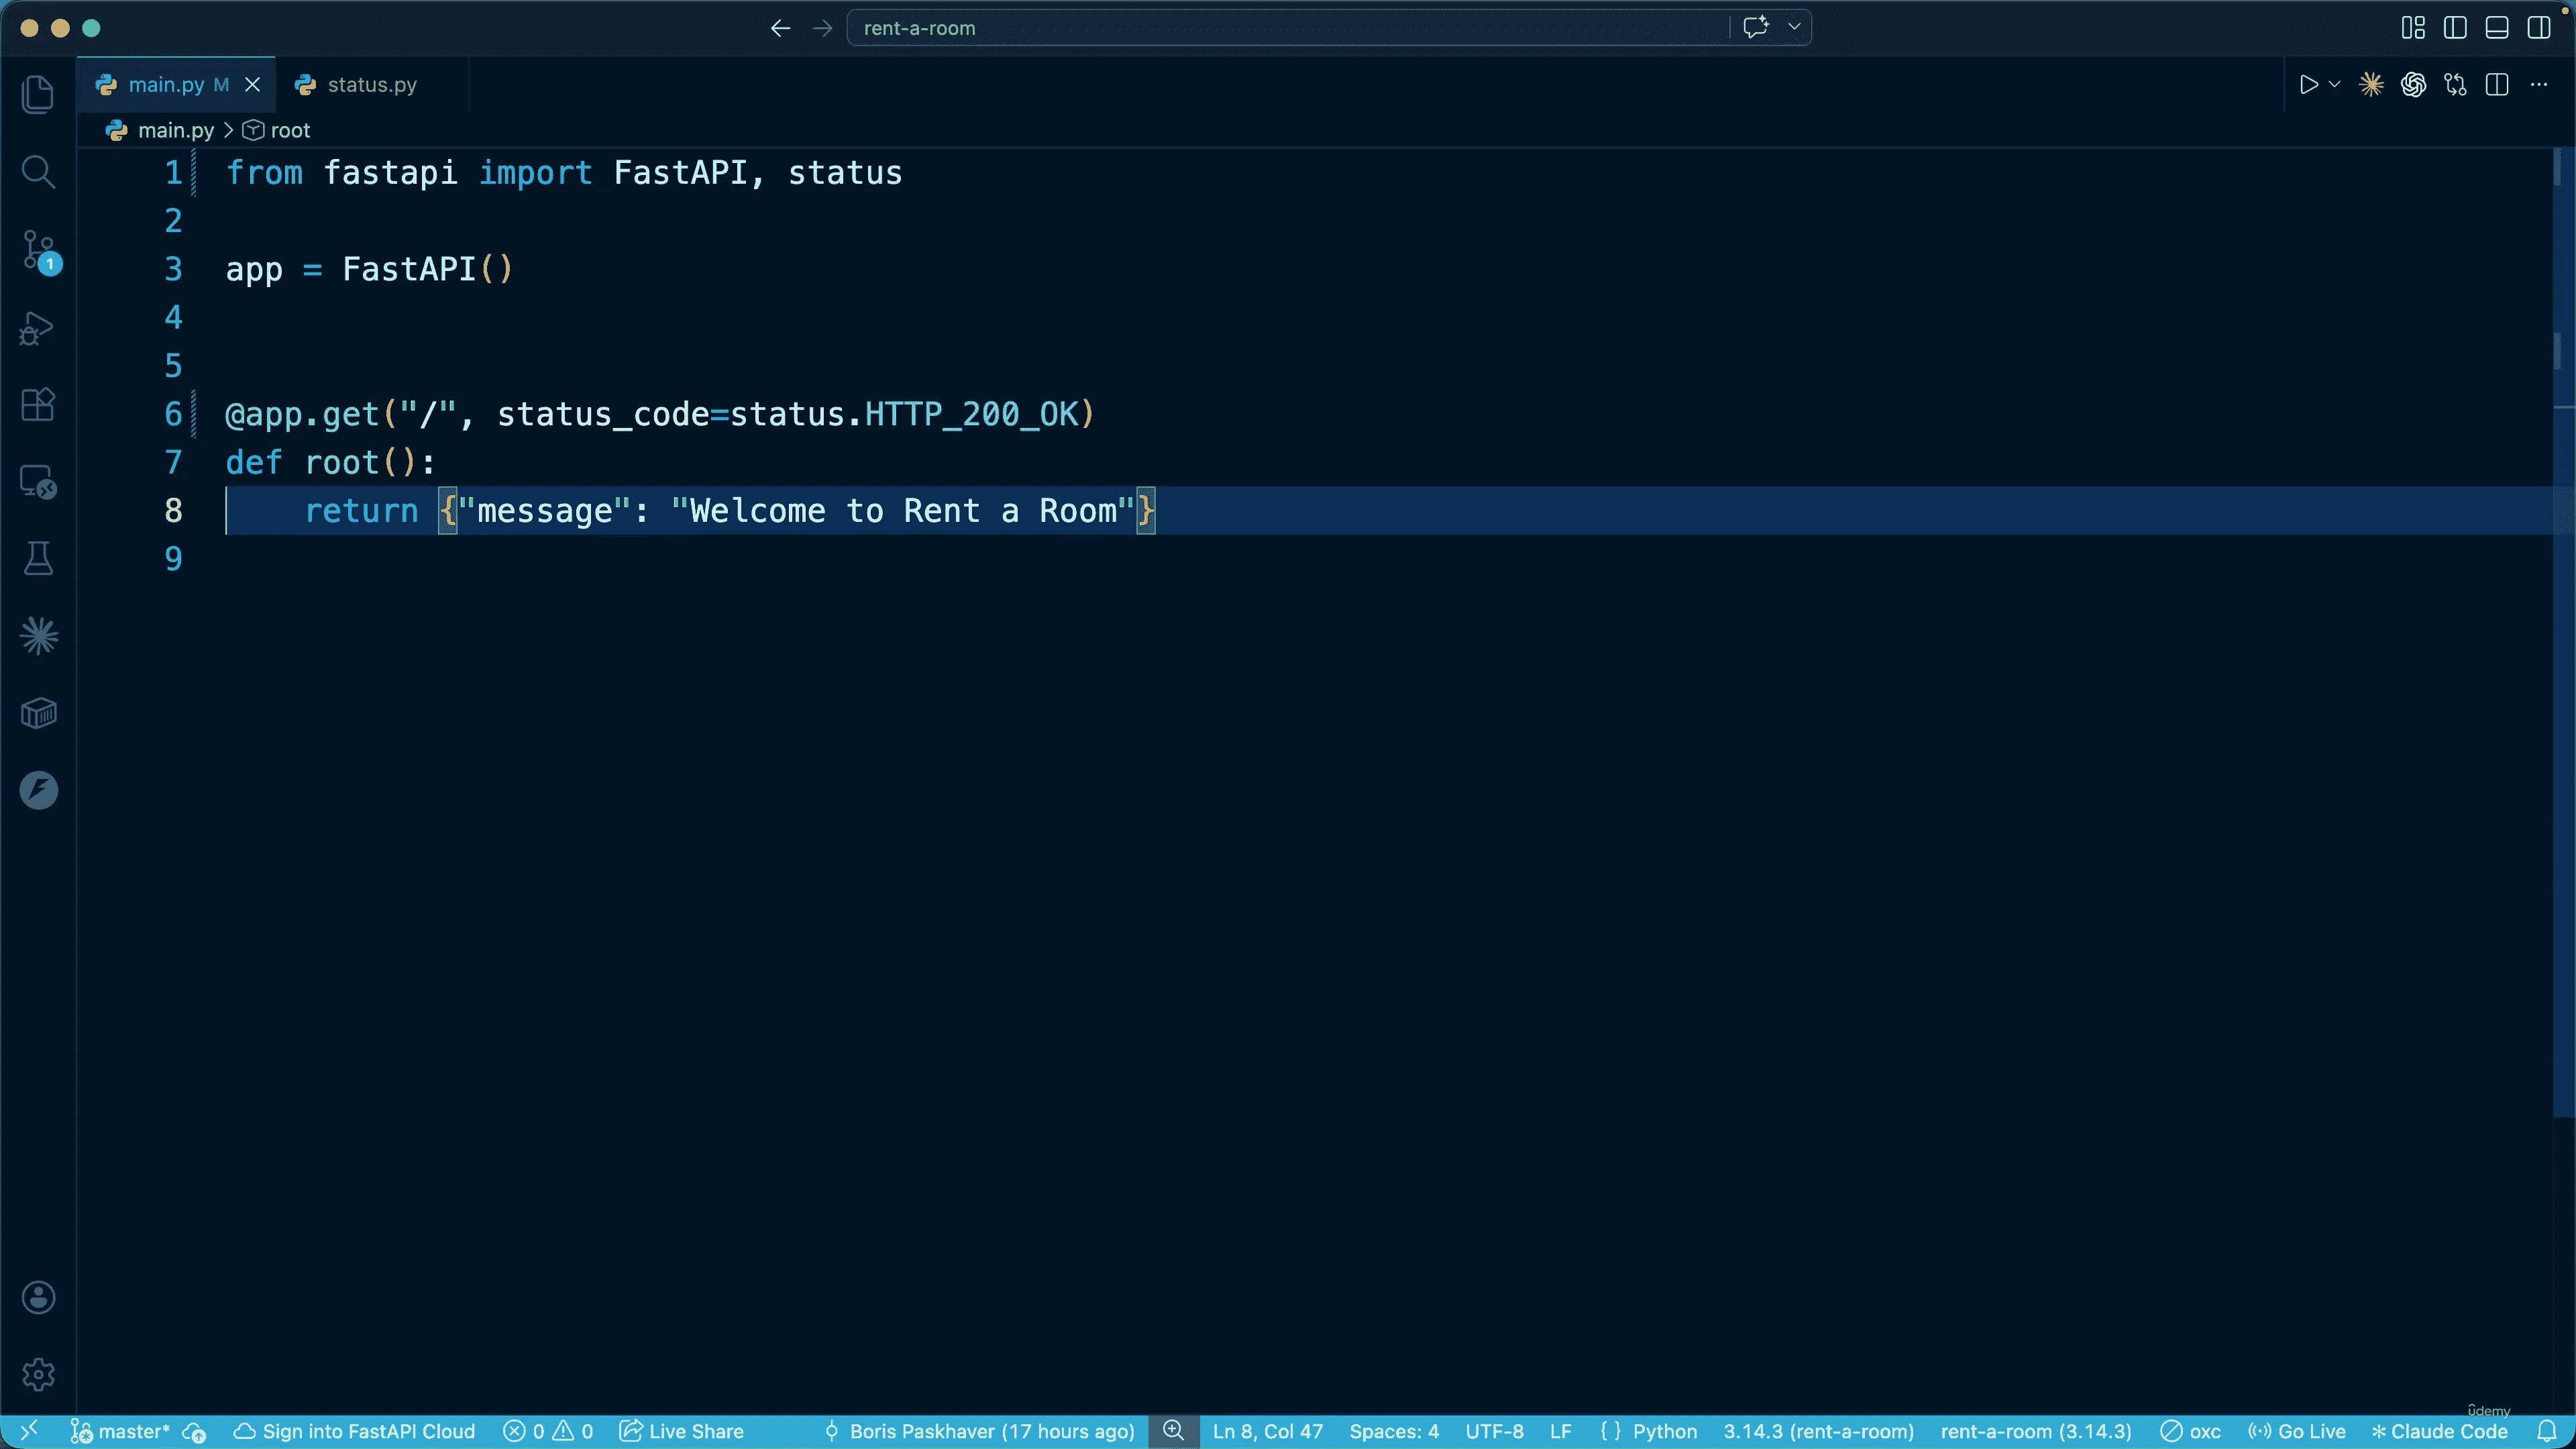 rent-a-room
main.py M
status.py
main.py > root
1 from fastapi import FastAPI, status
2
3 app = FastAPI()
4
5
6 @app.get("/", status_code=status.HTTP_200_OK)
7 def root():
8     return {"message": "Welcome to Rent a Room"}
9
1
udemy
master* Sign into FastAPI Cloud 0 0 Live Share Boris Paskhaver (17 hours ago) Ln 8, Col 47 Spaces: 4 UTF-8 LF { } Python 3.14.3 (rent-a-room) rent-a-room (3.14.3) oxc Go Live Claude Code